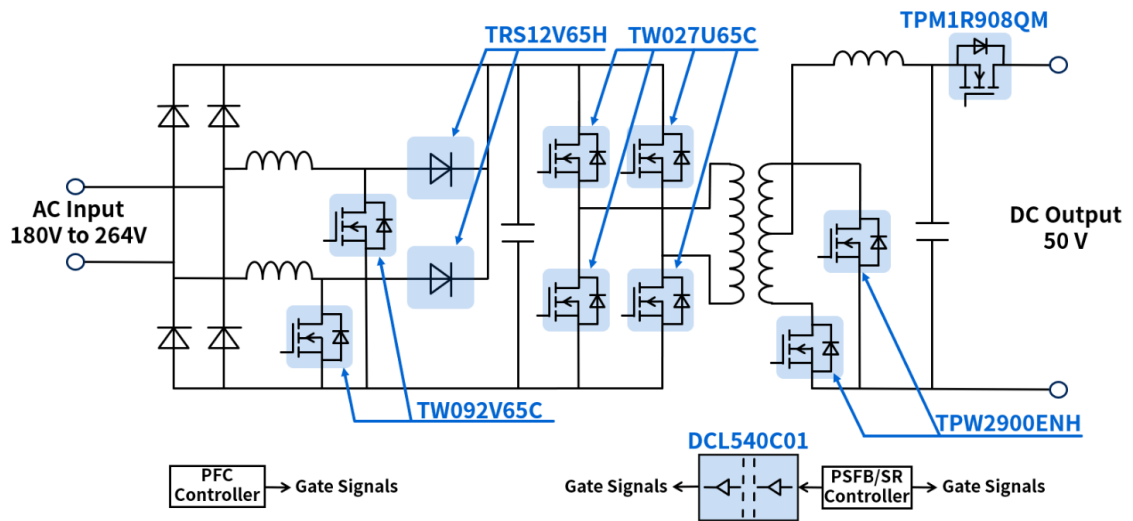 TRS12V65H
TW027U65C
TPM1R908QM
AC Input
180V to 264V
DC Output
50 V
TW092V65C
TPW2900ENH
DCL540C01
PFC
Controller
Gate Signals
Gate Signals
PSFB/SR
Controller
Gate Signals